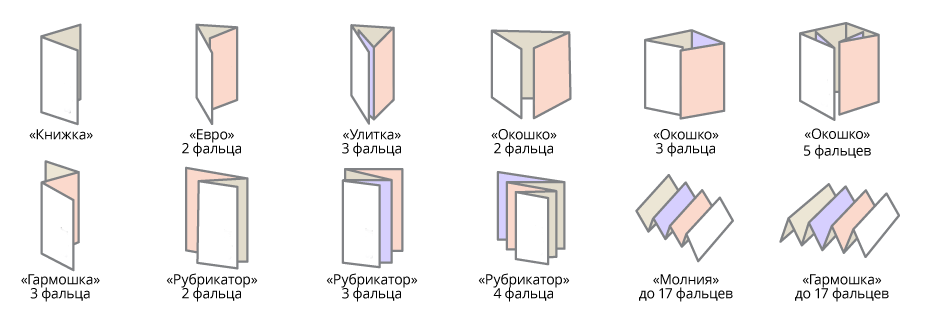 «Книжка»
«Евро»
2 фальца
«Улитка»
3 фальца
«Окошко»
2 фальца
«Окошко»
3 фальца
«Окошко»
5 фальцев
«Гармошка»
3 фальца
«Рубрикатор»
2 фальца
«Рубрикатор»
3 фальца
«Рубрикатор»
4 фальца
«Молния»
до 17 фальцев
«Гармошка»
до 17 фальцев